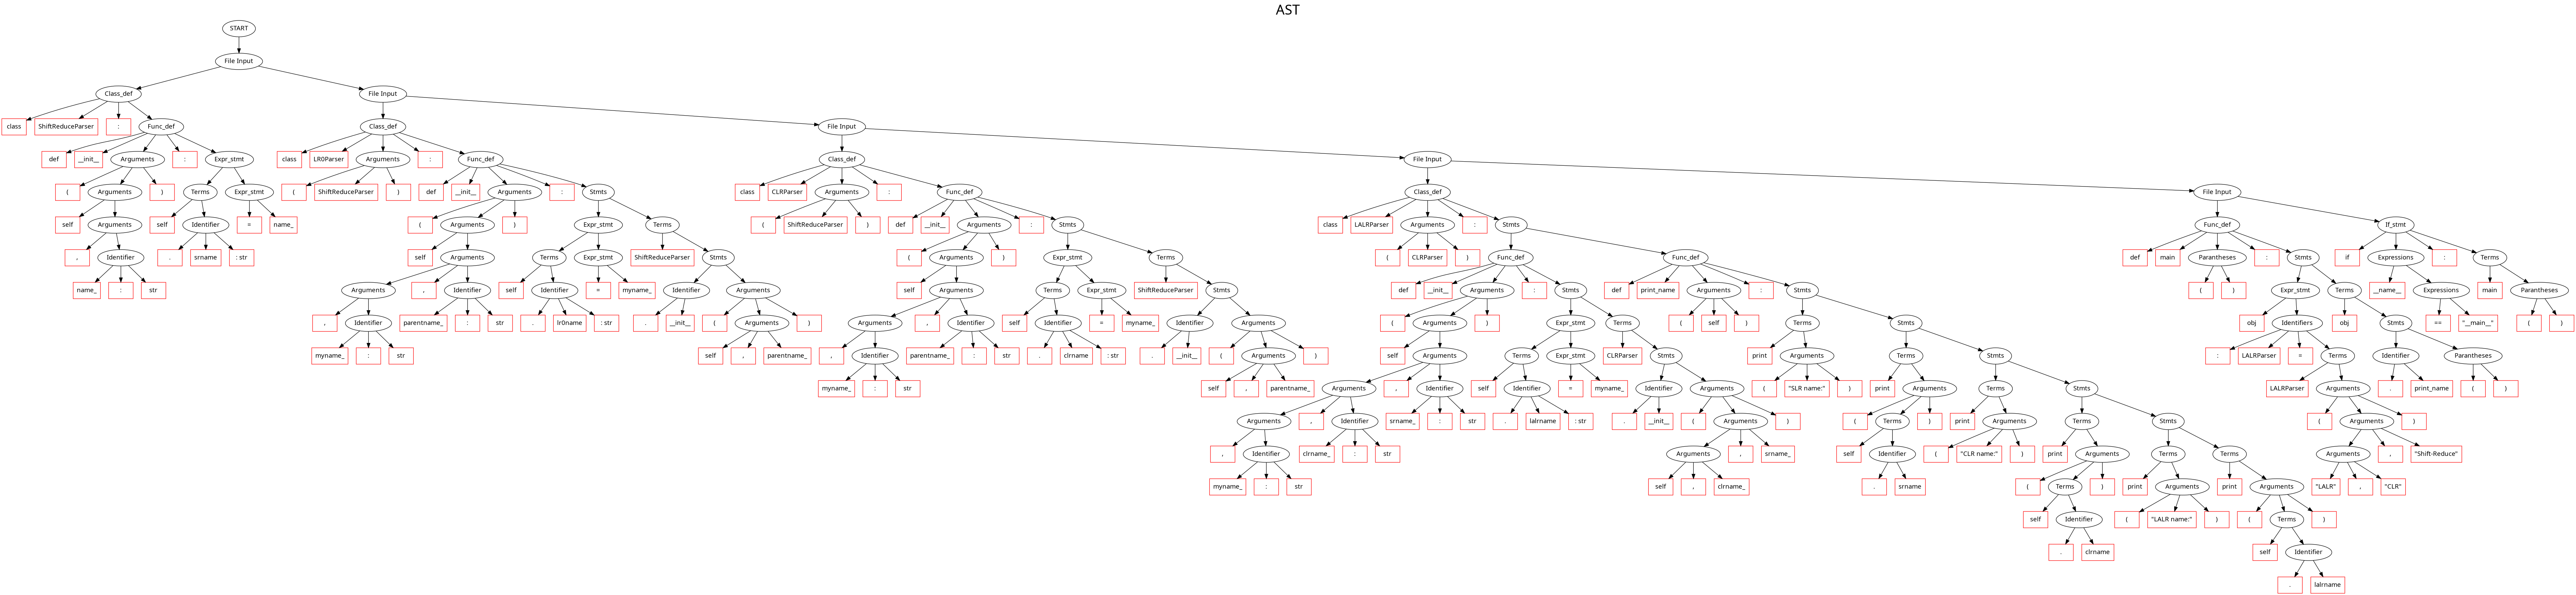 AST
START
File Input
Class_def File Input
class ShiftReduceParser : Func_def Class_def File Input
def __init__ Arguments : Expr_stmt class LR0Parser Arguments : Func_def Class_def File Input
( Arguments ) Terms Expr_stmt ( ShiftReduceParser ) def __init__ Arguments : Stmts class CLRParser Arguments : Func_def Class_def File Input
self Arguments self Identifier = name_ ( Arguments ) Expr_stmt Terms ( ShiftReduceParser ) def __init__ Arguments : Stmts class LALRParser Arguments : Stmts Func_def If_stmt
, Identifier . srname : str self Arguments Terms Expr_stmt ShiftReduceParser Stmts ( Arguments ) Expr_stmt Terms ( CLRParser ) Func_def Func_def def main Parantheses : Stmts if Expressions : Terms
name_ : str Arguments , Identifier self Identifier = myname_ Identifier Arguments self Arguments Terms Expr_stmt ShiftReduceParser Stmts def __init__ Arguments : Stmts def print_name Arguments : Stmts ( ) Expr_stmt Terms __name__ Expressions main Parantheses
, Identifier parentname_ : str . lr0name : str . __init__ ( Arguments ) Arguments , Identifier self Identifier = myname_ Identifier Arguments ( Arguments ) Expr_stmt Terms ( self ) Terms Stmts obj Identifiers obj Stmts == "__main__" ( )
myname_ : str self , parentname_ , Identifier parentname_ : str . clrname : str . __init__ ( Arguments ) self Arguments Terms Expr_stmt CLRParser Stmts print Arguments Terms Stmts : LALRParser = Terms Identifier Parantheses
myname_ : str self , parentname_ Arguments , Identifier self Identifier = myname_ Identifier Arguments ( "SLR name:" ) print Arguments Terms Stmts LALRParser Arguments . print_name ( )
Arguments , Identifier srname_ : str . lalrname : str . __init__ ( Arguments ) ( Terms ) print Arguments Terms Stmts ( Arguments )
, Identifier clrname_ : str Arguments , srname_ self Identifier ( "CLR name:" ) print Arguments Terms Terms Arguments , "Shift-Reduce"
myname_ : str self , clrname_ . srname ( Terms ) print Arguments print Arguments "LALR" , "CLR"
self Identifier ( "LALR name:" ) ( Terms )
. clrname self Identifier
. lalrname